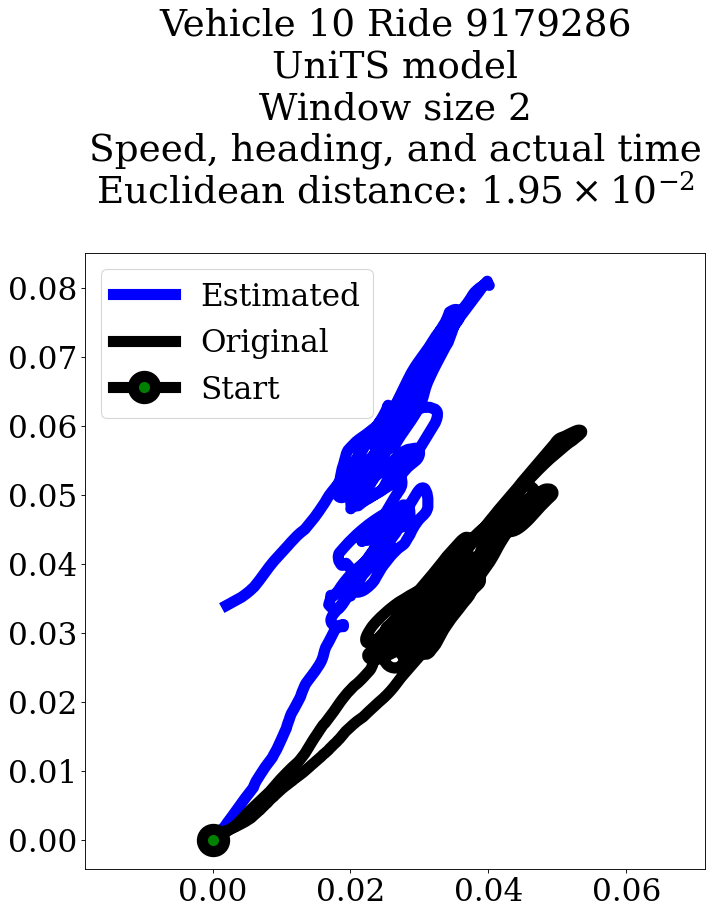 Vehicle 10 Ride 9179286
UniTS model
Window size 2
Speed, heading, and actual time
Euclidean distance: 1.95 × 10⁻²
Estimated
Original
Start
0.08
0.07
0.06
0.05
0.04
0.03
0.02
0.01
0.00
0.00 0.02 0.04 0.06